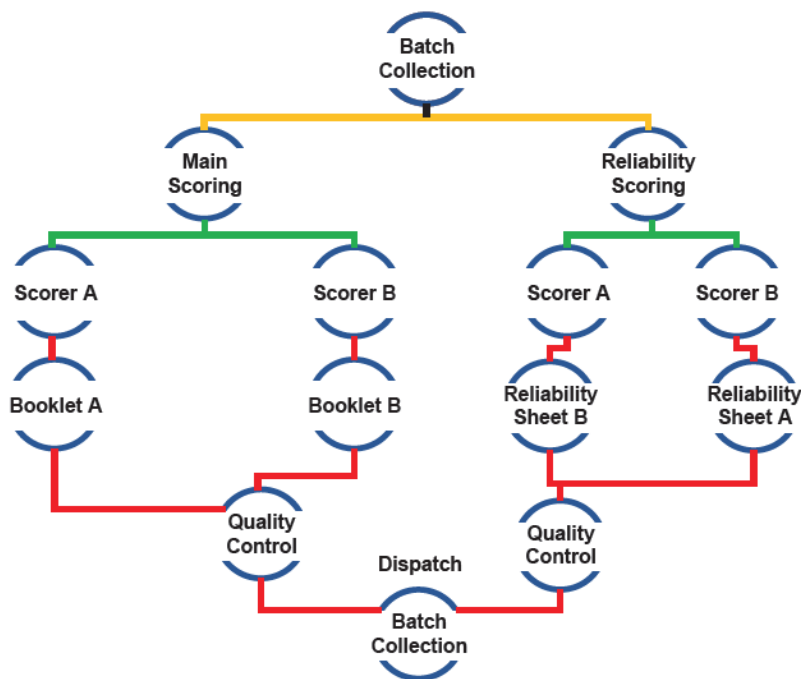 Batch
Collection
Main
Scoring
Reliability
Scoring
Scorer A
Scorer B
Scorer A
Scorer B
Booklet A
Booklet B
Reliability
Sheet B
Reliability
Sheet A
Quality
Control
Quality
Control
Dispatch
Batch
Collection